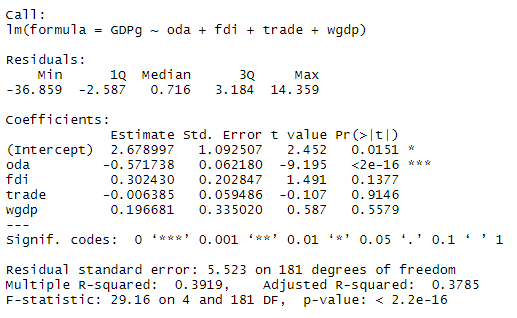 Call:
lm(formula = GDPg ~ oda + fdi + trade + wgdp)
Residuals:
    Min      1Q  Median      3Q     Max
-36.859  -2.587   0.716   3.184  14.359
Coefficients:
             Estimate Std. Error t value Pr(>|t|)
(Intercept)  2.678997   1.092507   2.452   0.0151 *
oda         -0.571738   0.062180  -9.195   <2e-16 ***
fdi          0.302430   0.202847   1.491   0.1377
trade       -0.006385   0.059486  -0.107   0.9146
wgdp         0.196681   0.335020   0.587   0.5579
---
Signif. codes:  0 ‘***’ 0.001 ‘**’ 0.01 ‘*’ 0.05 ‘.’ 0.1 ‘ ’ 1
Residual standard error: 5.523 on 181 degrees of freedom
Multiple R-squared:  0.3919,    Adjusted R-squared:  0.3785
F-statistic: 29.16 on 4 and 181 DF,  p-value: < 2.2e-16